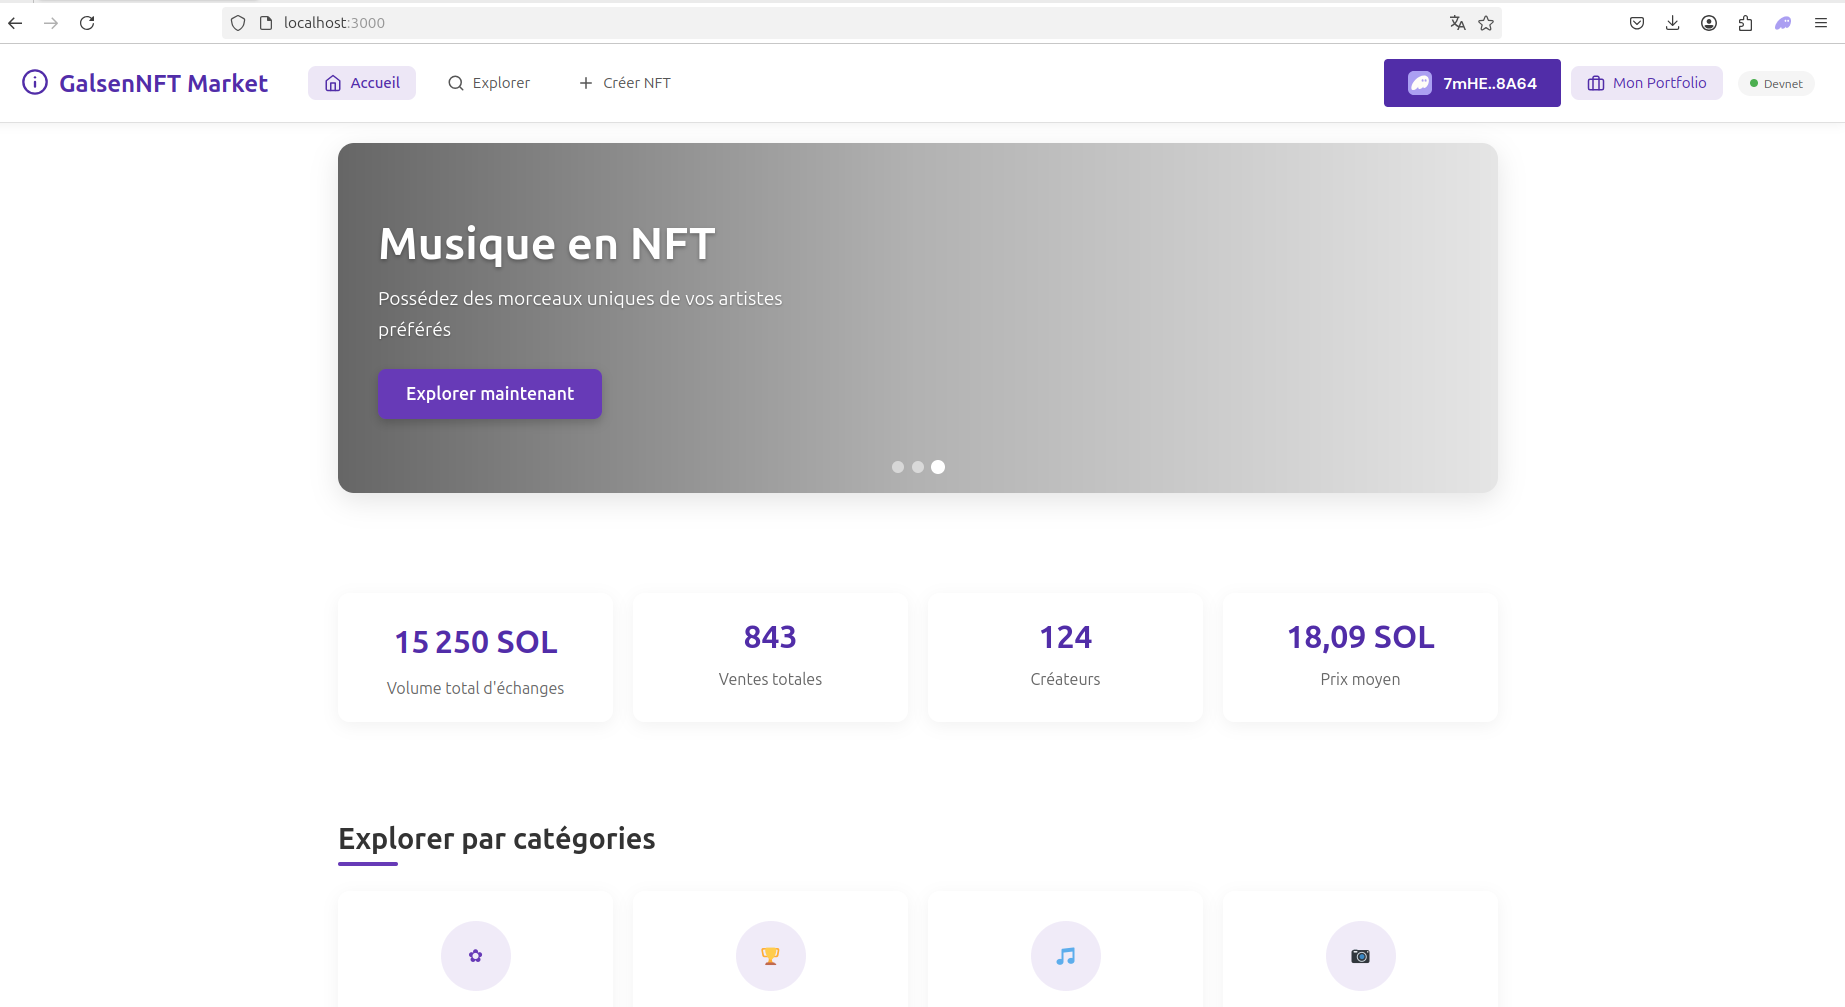 localhost:3000
GalsenNFT Market
Accueil
Explorer
Créer NFT
7mHE..8A64
Mon Portfolio
Devnet
Musique en NFT
Possédez des morceaux uniques de vos artistes
préférés
Explorer maintenant
15 250 SOL
Volume total d'échanges
843
Ventes totales
124
Créateurs
18,09 SOL
Prix moyen
Explorer par catégories